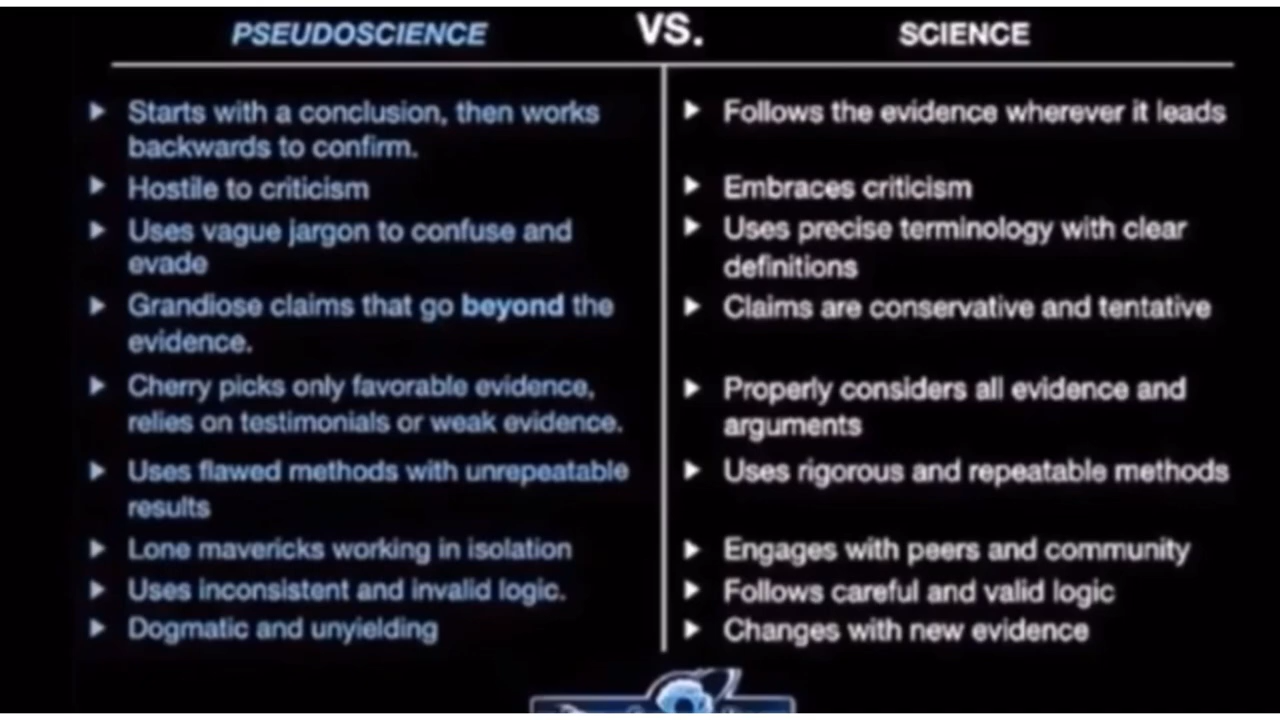 PSEUDOSCIENCE VS. SCIENCE
Starts with a conclusion, then works
backwards to confirm.
Hostile to criticism
Uses vague jargon to confuse and
evade
Grandiose claims that go beyond the
evidence.
Cherry picks only favorable evidence,
relies on testimonials or weak evidence.
Uses flawed methods with unrepeatable
results
Lone mavericks working in isolation
Uses inconsistent and invalid logic.
Dogmatic and unyielding
Follows the evidence wherever it leads
Embraces criticism
Uses precise terminology with clear
definitions
Claims are conservative and tentative
Properly considers all evidence and
arguments
Uses rigorous and repeatable methods
Engages with peers and community
Follows careful and valid logic
Changes with new evidence